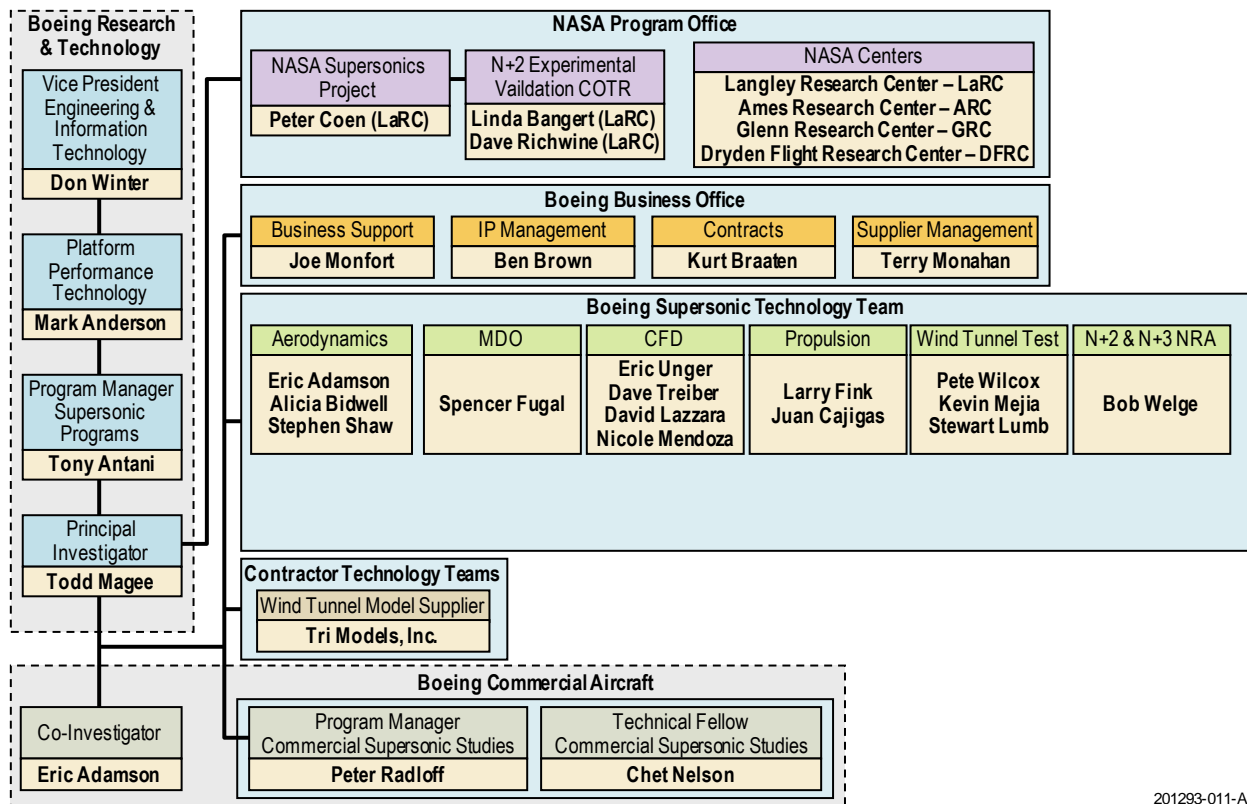 Boeing Research
& Technology
Vice President
Engineering &
Information
Technology
Don Winter
Platform
Performance
Technology
Mark Anderson
Program Manager
Supersonic
Programs
Tony Antani
Principal
Investigator
Todd Magee
NASA Program Office
NASA Supersonics
Project
Peter Coen (LaRC)
N+2 Experimental
Vaildation COTR
Linda Bangert (LaRC)
Dave Richwine (LaRC)
NASA Centers
Langley Research Center – LaRC
Ames Research Center – ARC
Glenn Research Center – GRC
Dryden Flight Research Center – DFRC
Boeing Business Office
Business Support
Joe Monfort
IP Management
Ben Brown
Contracts
Kurt Braaten
Supplier Management
Terry Monahan
Boeing Supersonic Technology Team
Aerodynamics
Eric Adamson
Alicia Bidwell
Stephen Shaw
MDO
Spencer Fugal
CFD
Eric Unger
Dave Treiber
David Lazzara
Nicole Mendoza
Propulsion
Larry Fink
Juan Cajigas
Wind Tunnel Test
Pete Wilcox
Kevin Mejia
Stewart Lumb
N+2 & N+3 NRA
Bob Welge
Contractor Technology Teams
Wind Tunnel Model Supplier
Tri Models, Inc.
Boeing Commercial Aircraft
Co-Investigator
Eric Adamson
Program Manager
Commercial Supersonic Studies
Peter Radloff
Technical Fellow
Commercial Supersonic Studies
Chet Nelson
201293-011-A